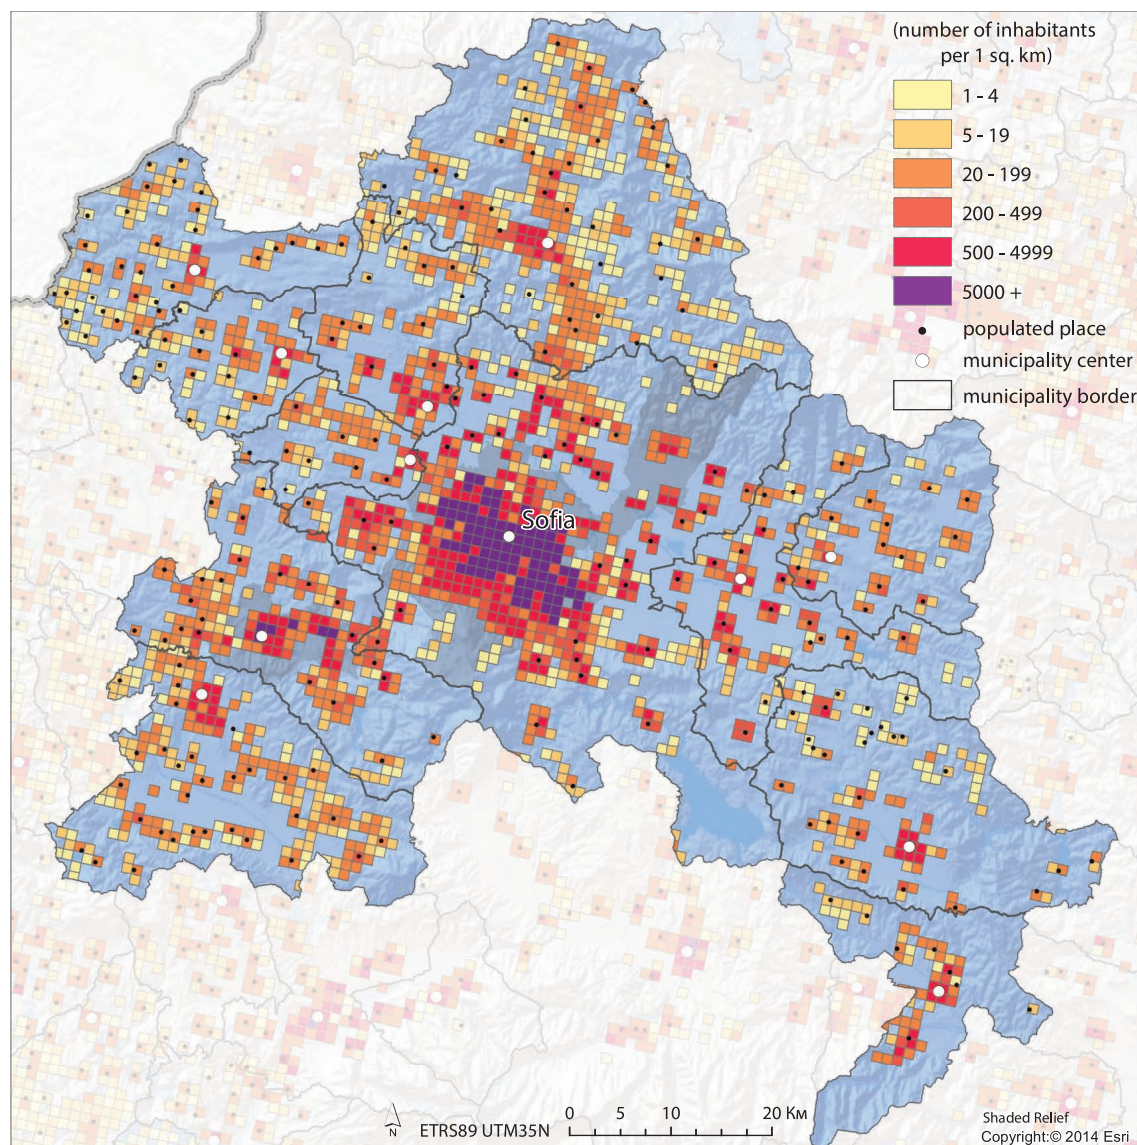 (number of inhabitants
per 1 sq. km)
1 - 4
5 - 19
20 - 199
200 - 499
500 - 4999
5000 +
populated place
municipality center
municipality border
Sofia
N
ETRS89 UTM35N
0 5 10 20 Км
Shaded Relief
Copyright:© 2014 Esri